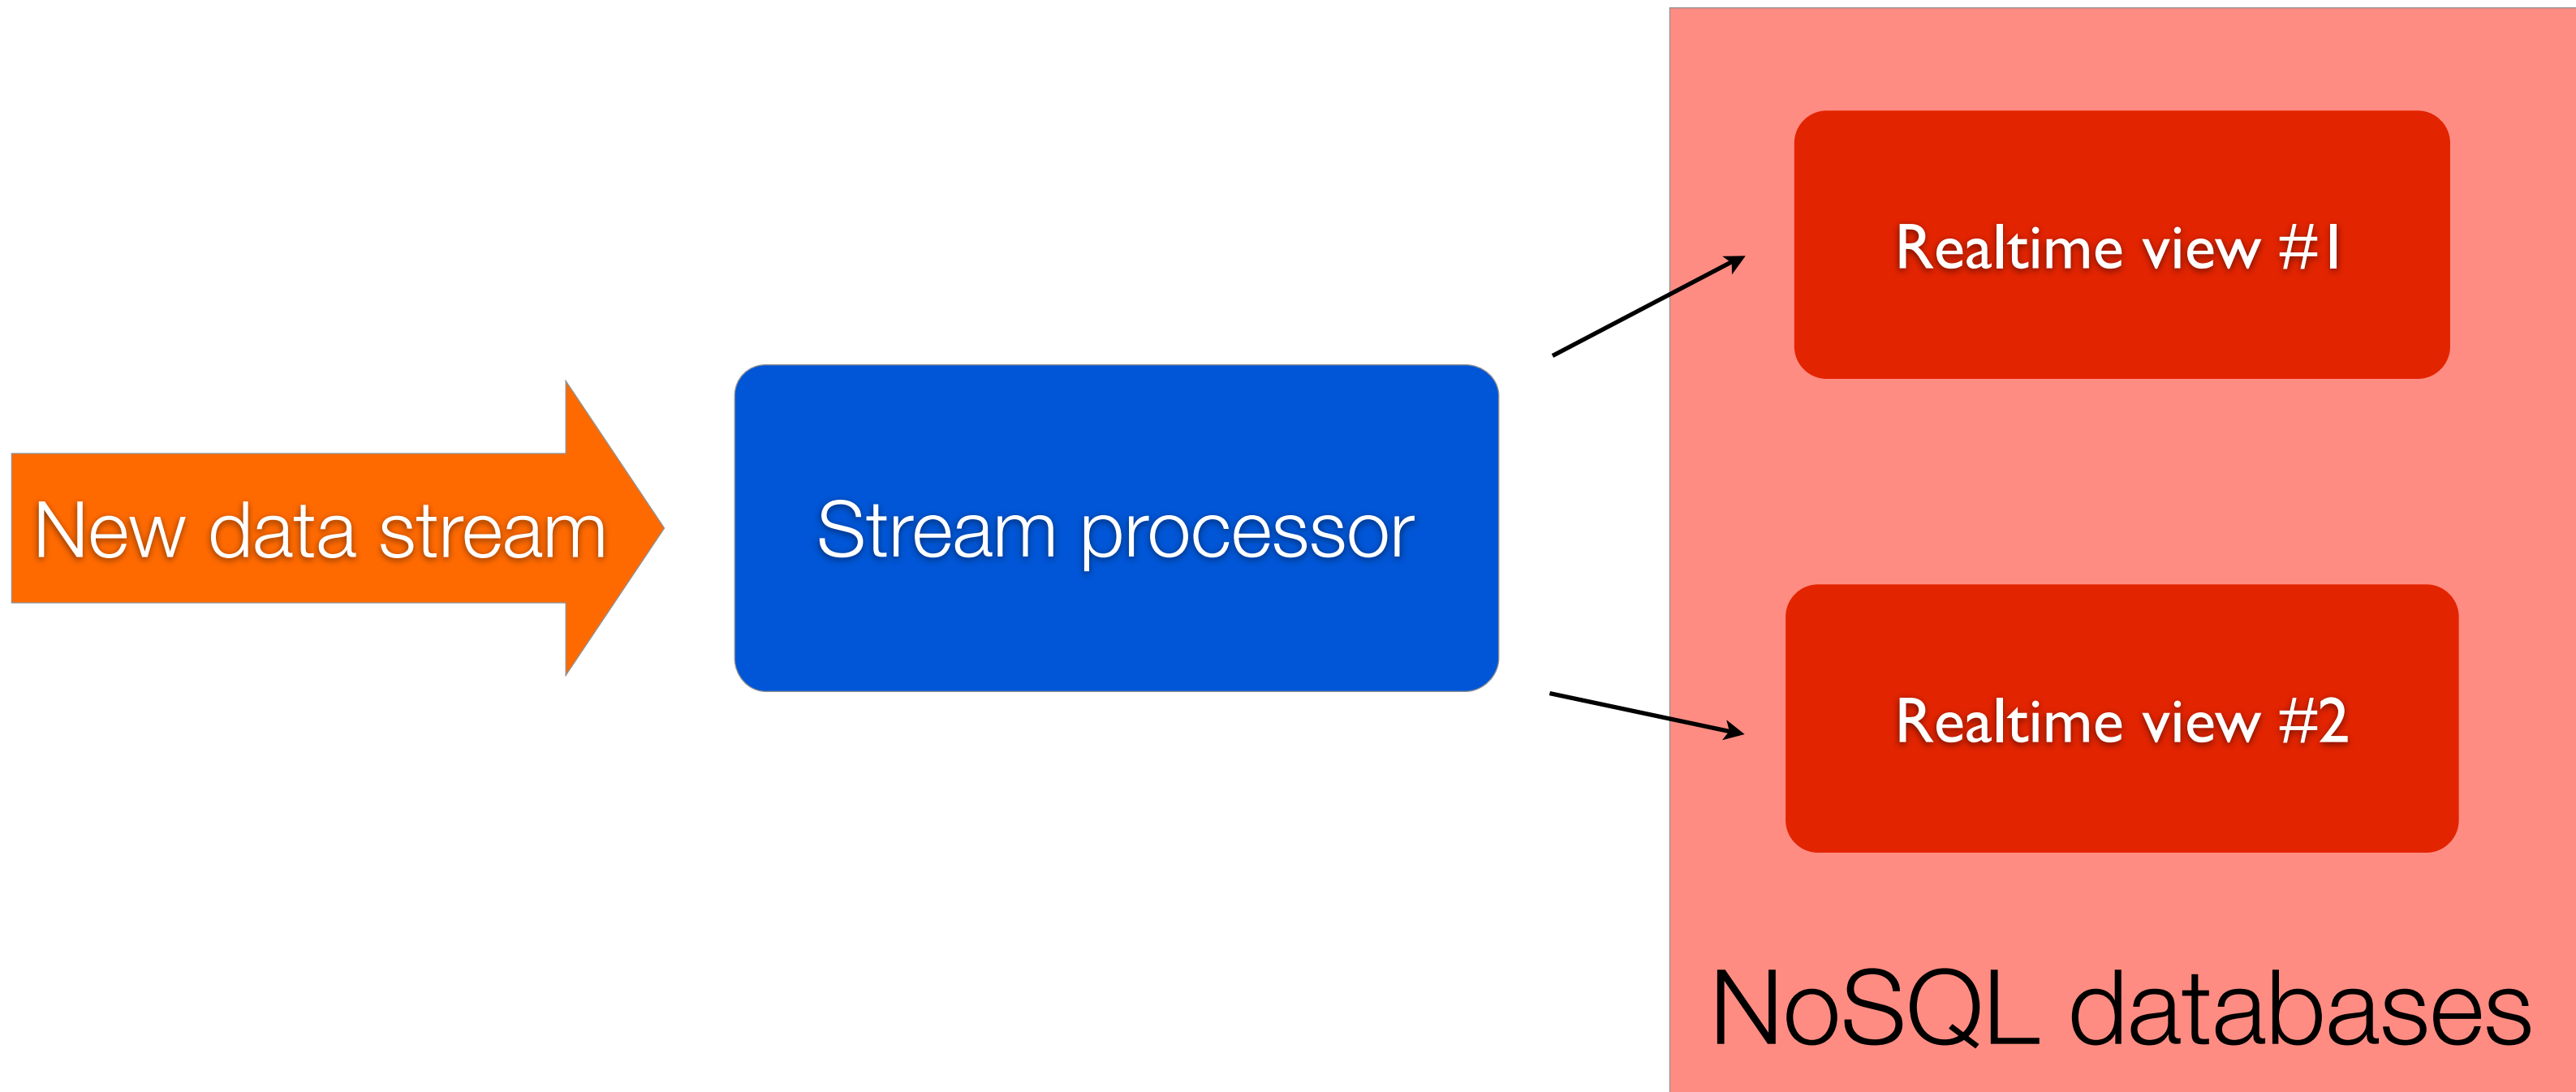 New data stream
Stream processor
Realtime view #1
Realtime view #2
NoSQL databases